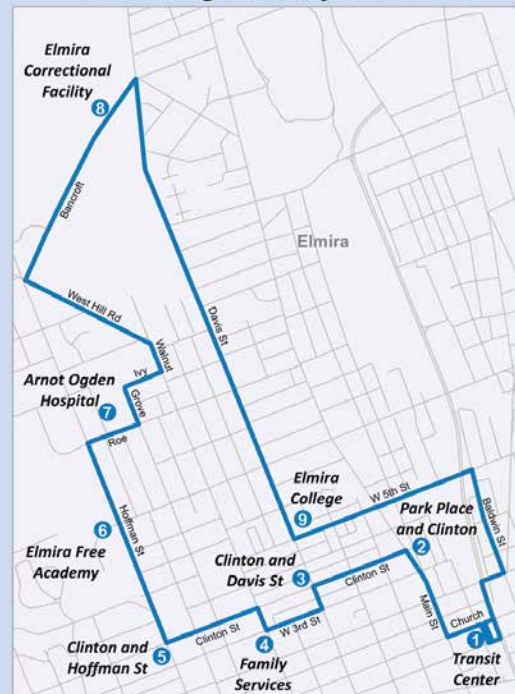 Elmira
Correctional
Facility
8
Bancroft
Elmira
West Hill Rd
Davis St
Walnut
Ivy
Arnot Ogden
Hospital
7
Grove
Roe
Elmira
College
W 5th St
9
Hoffman St
6
Elmira Free
Academy
Park Place
and Clinton
2
Baldwin St
Clinton and
Davis St
3
Clinton St
Main St
Church
1
Transit
Center
Clinton St
W 3rd St
4
Family
Services
Clinton and
Hoffman St
5